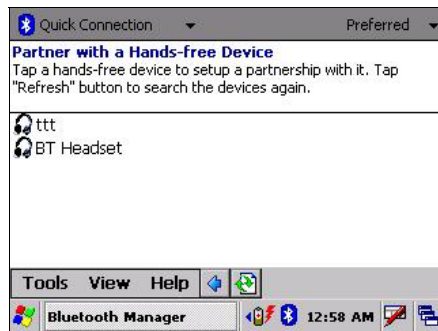 Quick Connection Preferred
Partner with a Hands-free Device
Tap a hands-free device to setup a partnership with it. Tap
"Refresh" button to search the devices again.
ttt
BT Headset
Tools View Help
Bluetooth Manager 12:58 AM